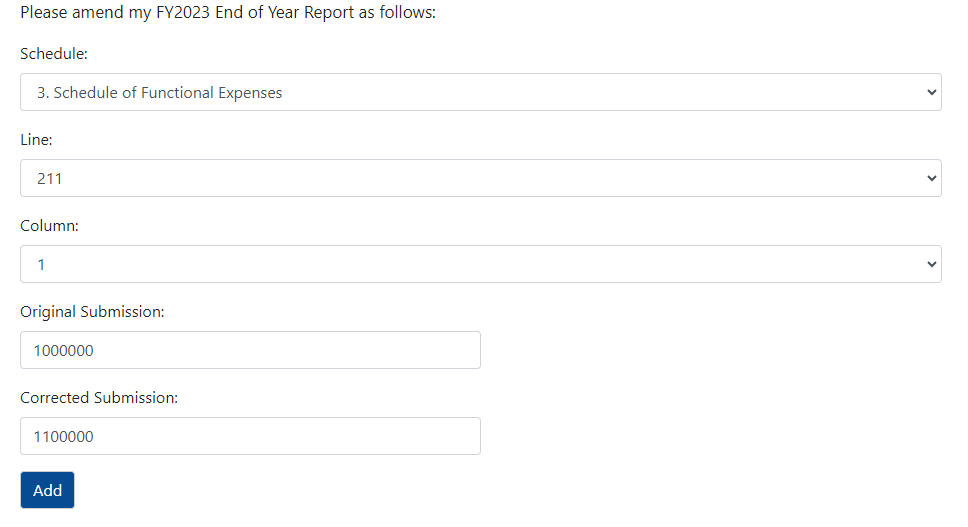 Please amend my FY2023 End of Year Report as follows:
Schedule:
3. Schedule of Functional Expenses
Line:
211
Column:
1
Original Submission:
1000000
Corrected Submission:
1100000
Add